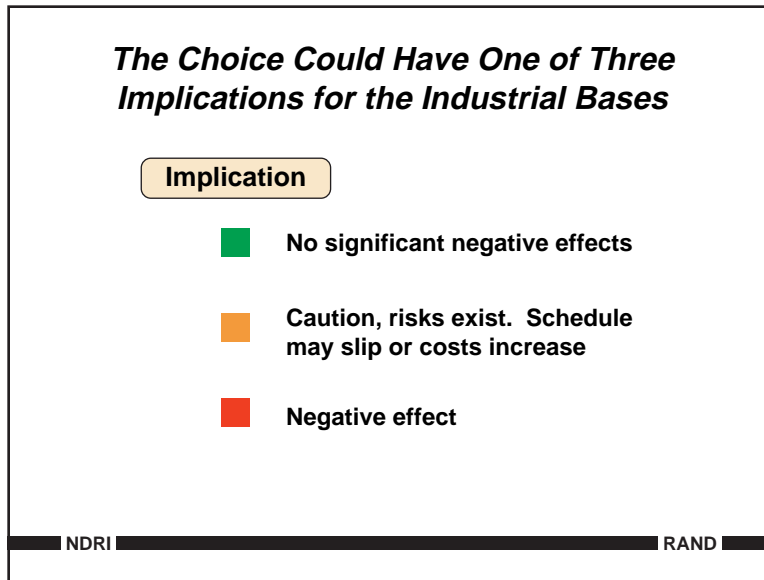 The Choice Could Have One of Three
Implications for the Industrial Bases
Implication
No significant negative effects
Caution, risks exist.  Schedule
may slip or costs increase
Negative effect
NDRI
RAND